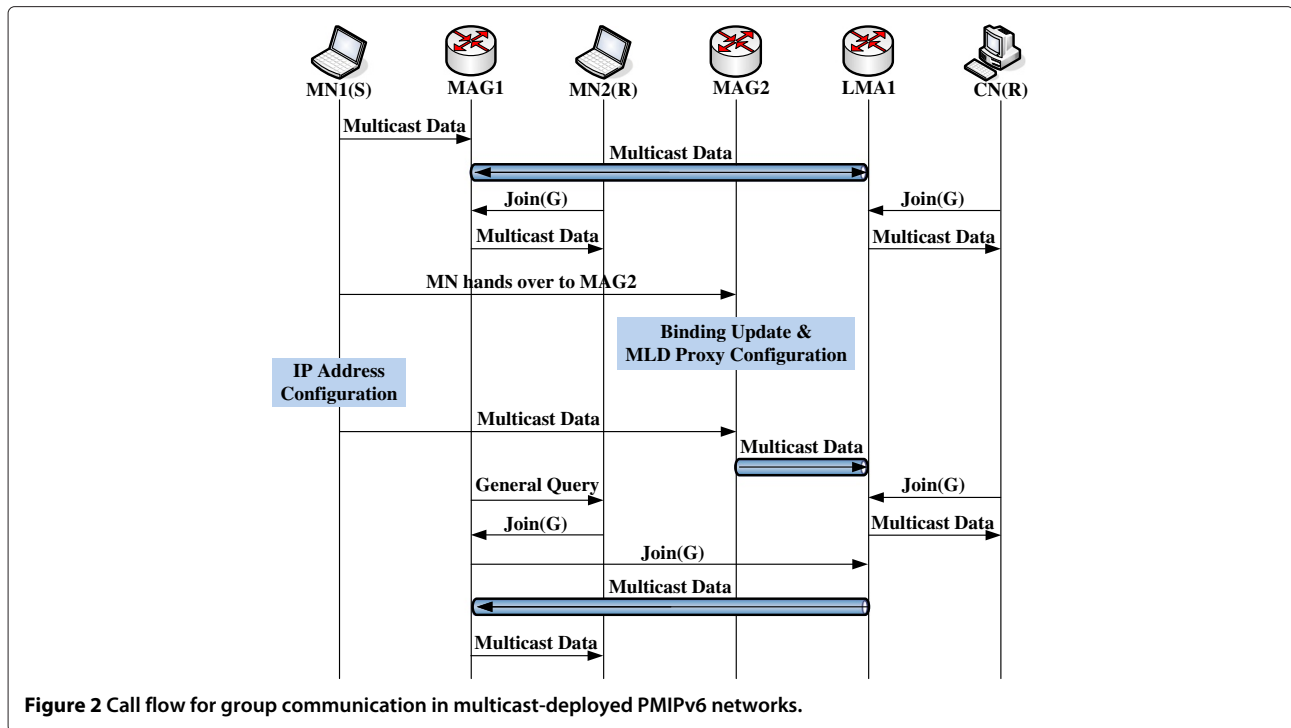 MN1(S) MAG1 MN2(R) MAG2 LMA1 CN(R)
Multicast Data
Multicast Data
Join(G) Join(G)
Multicast Data Multicast Data
MN hands over to MAG2
Binding Update &
MLD Proxy Configuration
IP Address
Configuration
Multicast Data
Multicast Data
General Query Join(G)
Join(G) Multicast Data
Join(G)
Multicast Data
Multicast Data
Figure 2 Call flow for group communication in multicast-deployed PMIPv6 networks.